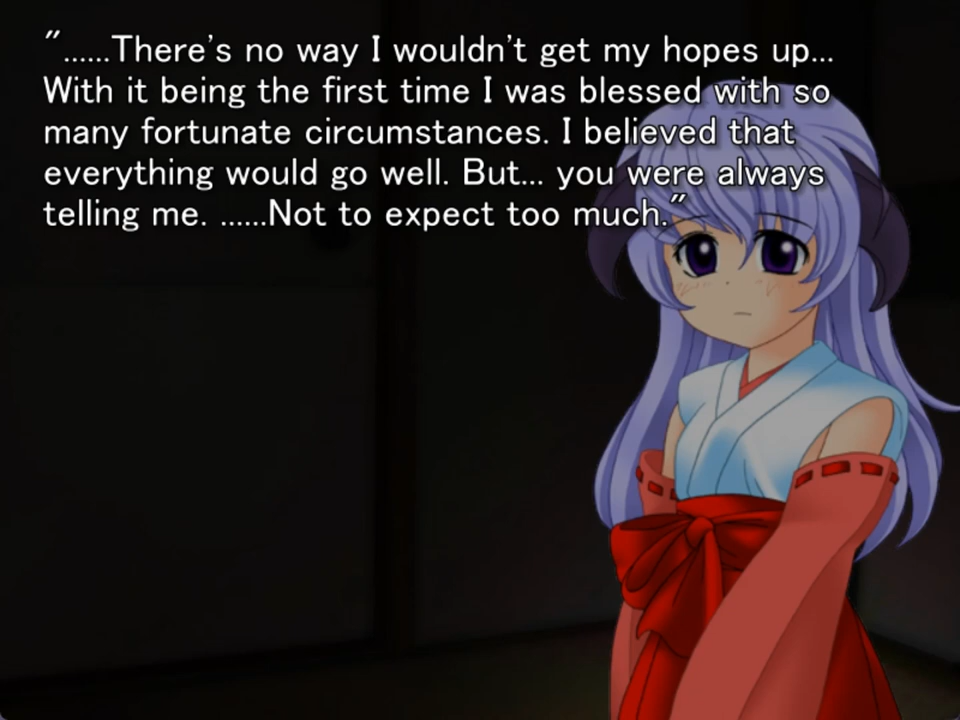 "......There's no way I wouldn't get my hopes up...
With it being the first time I was blessed with so
many fortunate circumstances. I believed that
everything would go well. But... you were always
telling me. ......Not to expect too much."